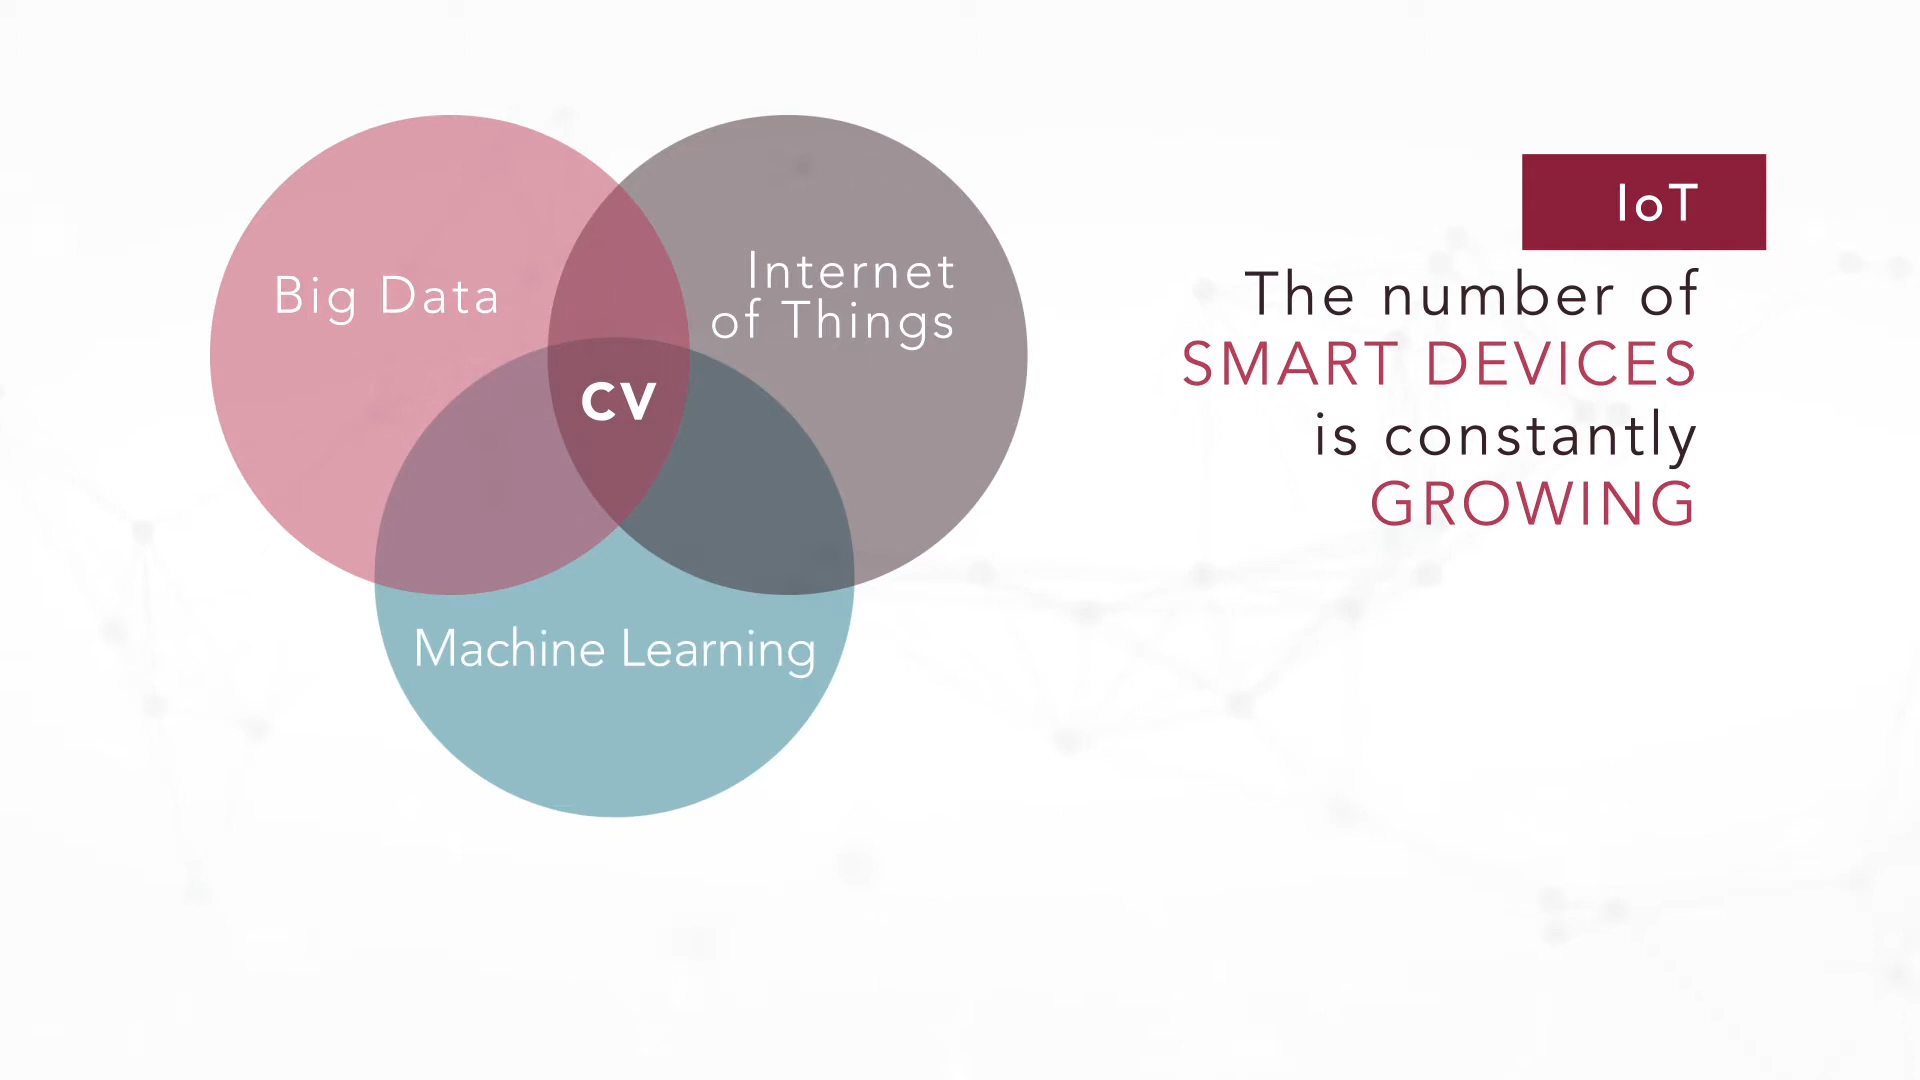 Big Data
Internet
of Things
CV
Machine Learning
IoT
The number of
SMART DEVICES
is constantly
GROWING